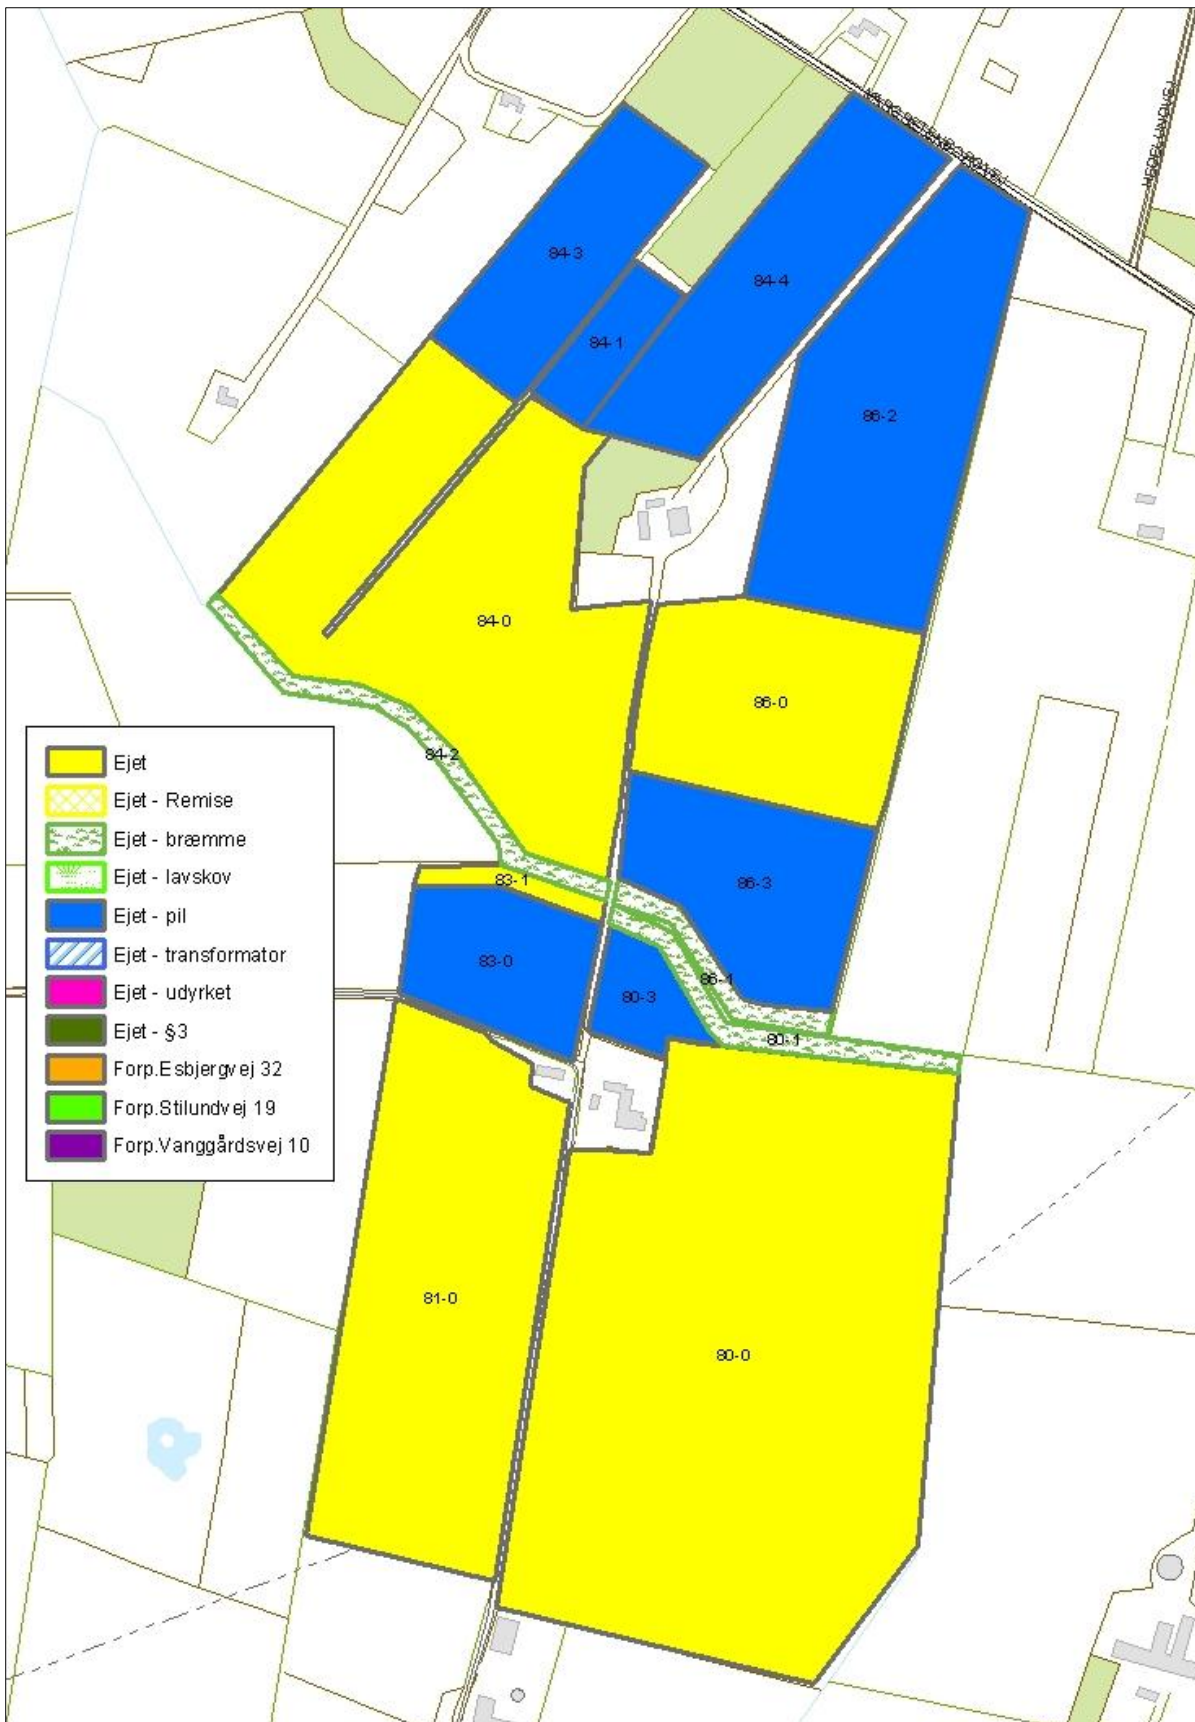 HEDELUNDVEJ
84-3
84-4
84-1
86-2
84-0
86-0
84-2
83-1
86-3
83-0
80-3
86-1
80-1
81-0
80-0
Ejet
Ejet - Remise
Ejet - bræmme
Ejet - lavskov
Ejet - pil
Ejet - transformator
Ejet - udyrket
Ejet - §3
Forp.Esbjergvej 32
Forp.Stilundvej 19
Forp.Vanggårdsvej 10